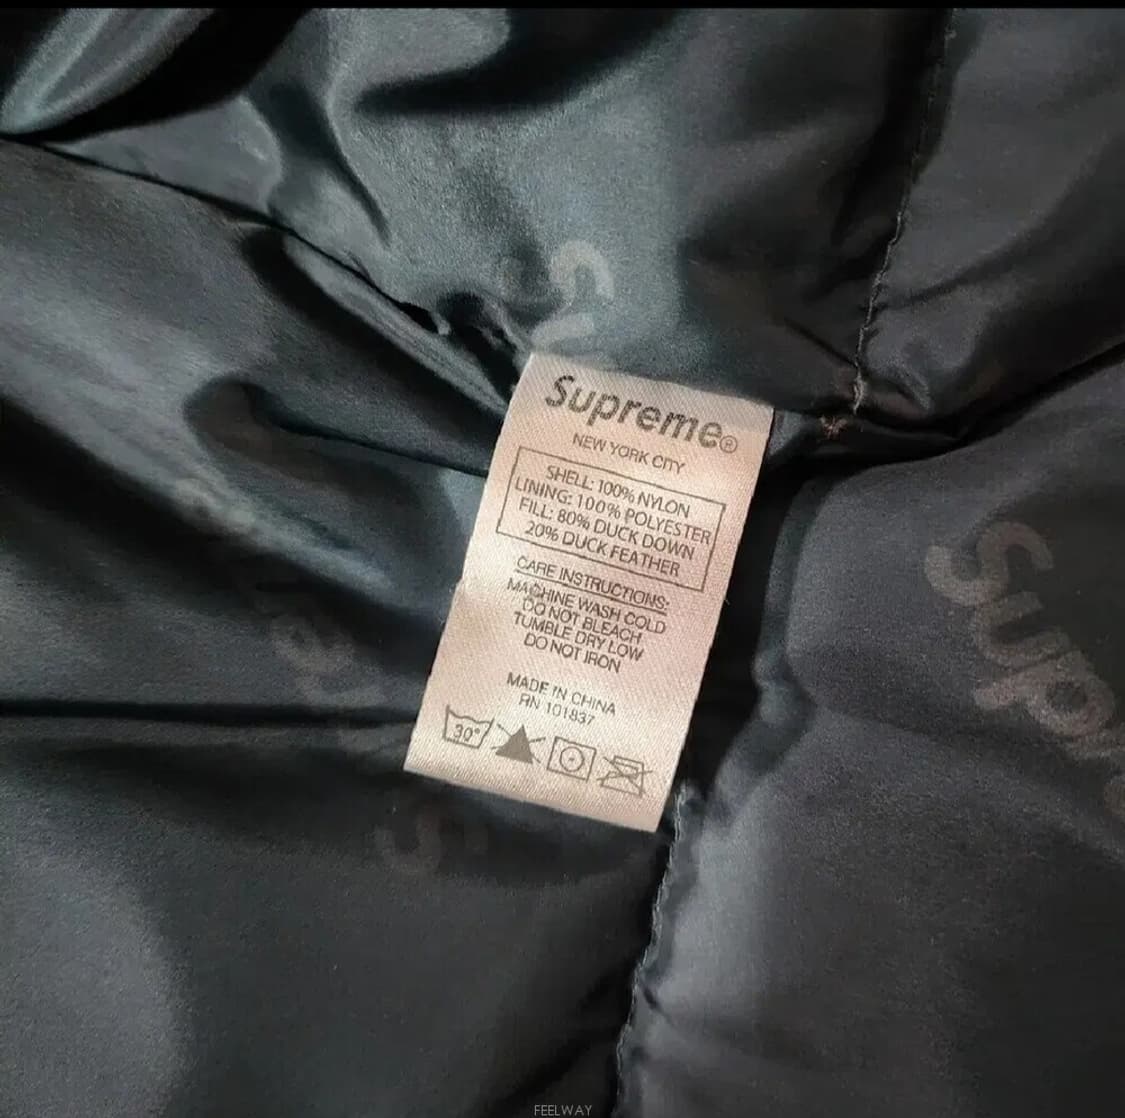 Su
Supreme®
NEW YORK CITY
SHELL: 100% NYLON
LINING: 100% POLYESTER
FILL: 80% DUCK DOWN
20% DUCK FEATHER
CARE INSTRUCTIONS:
MACHINE WASH COLD
DO NOT BLEACH
TUMBLE DRY LOW
DO NOT IRON
MADE IN CHINA
RN 101837
30°
Supre
FEELWAY